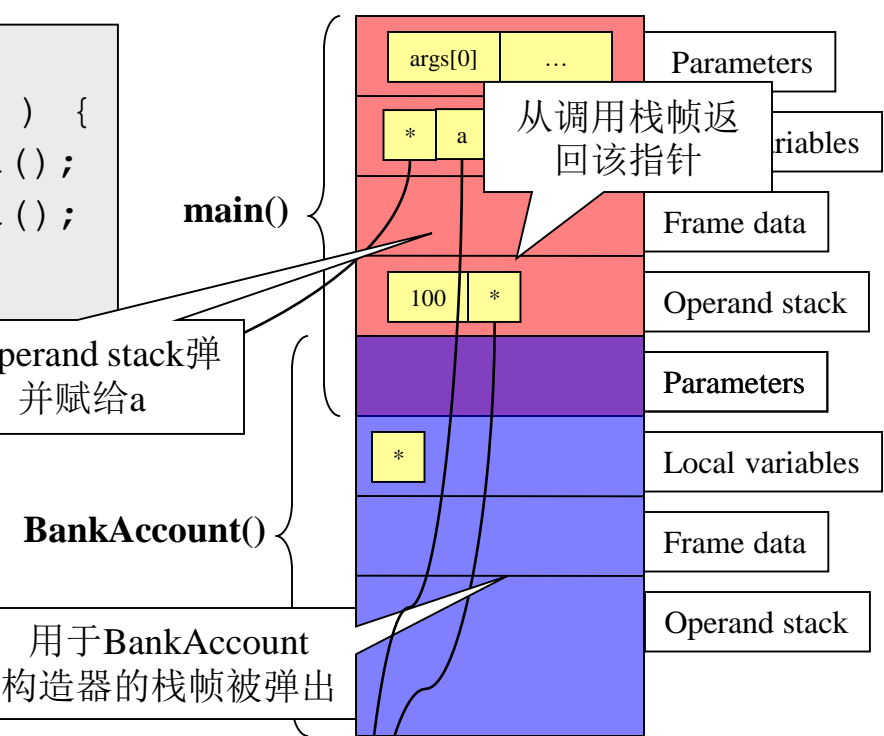 ) {
();
();
main()
BankAccount()
args[0]
…
*
a
从调用栈帧返
回该指针
100
*
perand stack弹
并赋给a
*
用于BankAccount
构造器的栈帧被弹出
Parameters
riables
Frame data
Operand stack
Parameters
Local variables
Frame data
Operand stack